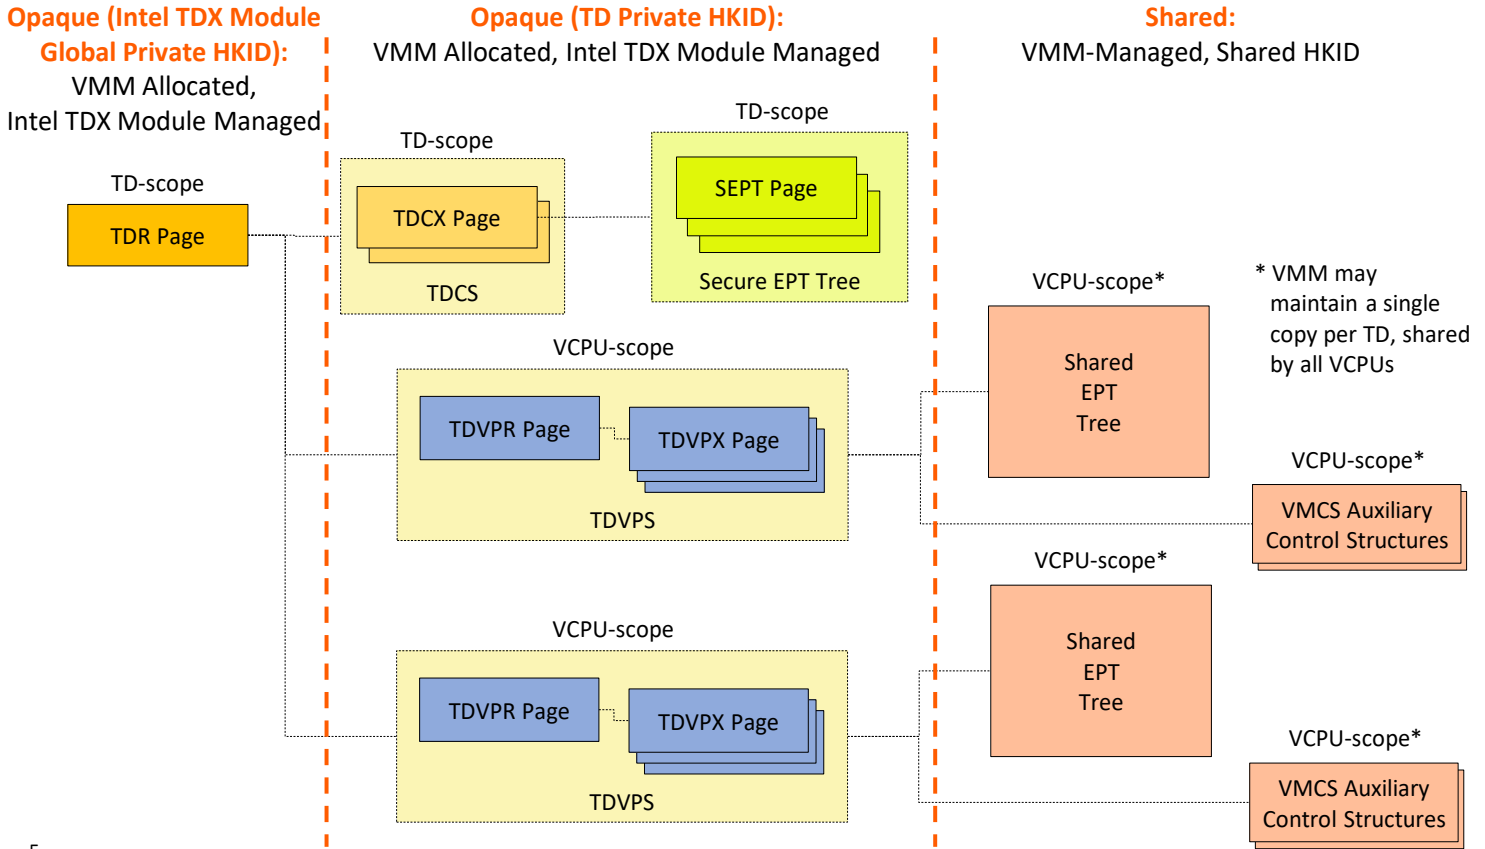 Opaque (Intel TDX Module
Global Private HKID):
VMM Allocated,
Intel TDX Module Managed
Opaque (TD Private HKID):
VMM Allocated, Intel TDX Module Managed
Shared:
VMM-Managed, Shared HKID
TD-scope
TDR Page
TD-scope
TDCX Page
TDCS
TD-scope
SEPT Page
Secure EPT Tree
VCPU-scope
TDVPR Page
TDVPX Page
TDVPS
VCPU-scope*
Shared
EPT
Tree
* VMM may
maintain a single
copy per TD, shared
by all VCPUs
VCPU-scope*
VMCS Auxiliary
Control Structures
VCPU-scope
TDVPR Page
TDVPX Page
TDVPS
VCPU-scope*
Shared
EPT
Tree
VCPU-scope*
VMCS Auxiliary
Control Structures